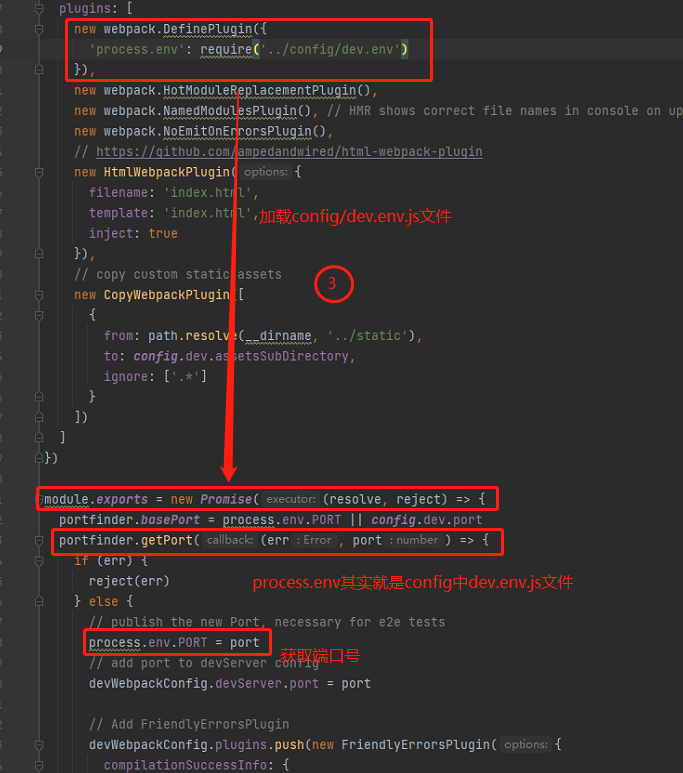 plugins: [
new webpack.DefinePlugin({
'process.env': require('../config/dev.env')
}),
new webpack.HotModuleReplacementPlugin(),
new webpack.NamedModulesPlugin(), // HMR shows correct file names in console on up
new webpack.NoEmitOnErrorsPlugin(),
// https://github.com/ampedandwired/html-webpack-plugin
new HtmlWebpackPlugin( options: {
filename: 'index.html',
template: 'index.html',
加载config/dev.env.js文件
inject: true
}),
// copy custom static assets
③
new CopyWebpackPlugin([
{
from: path.resolve(__dirname, '../static'),
to: config.dev.assetsSubDirectory,
ignore: ['.*']
}
])
]
})
module.exports = new Promise( executor: (resolve, reject) => {
portfinder.basePort = process.env.PORT || config.dev.port
portfinder.getPort( callback: (err : Error , port : number ) => {
if (err) {
reject(err)
process.env其实就是config中dev.env.js文件
} else {
// publish the new Port, necessary for e2e tests
process.env.PORT = port
获取端口号
// add port to devServer config
devWebpackConfig.devServer.port = port
// Add FriendlyErrorsPlugin
devWebpackConfig.plugins.push(new FriendlyErrorsPlugin( options: {
compilationSuccessInfo: {